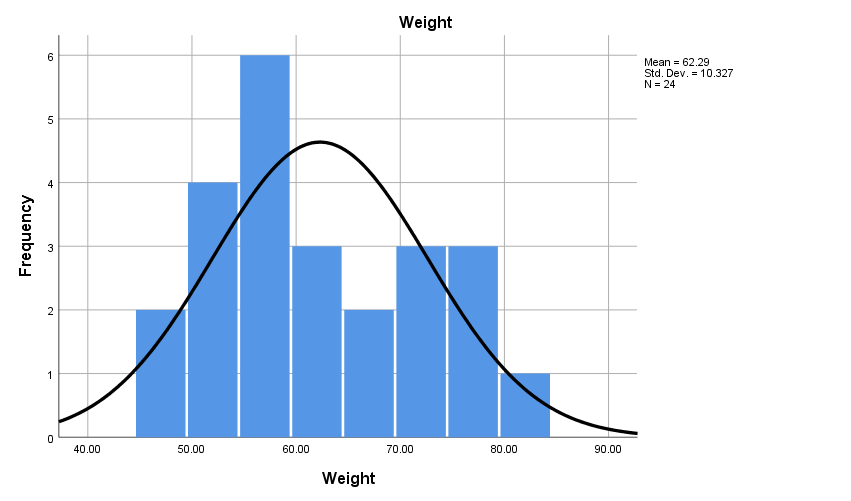 Weight
Mean = 62.29
Std. Dev. = 10.327
N = 24
Frequency
6
5
4
3
2
1
0
40.00 50.00 60.00 70.00 80.00 90.00
Weight